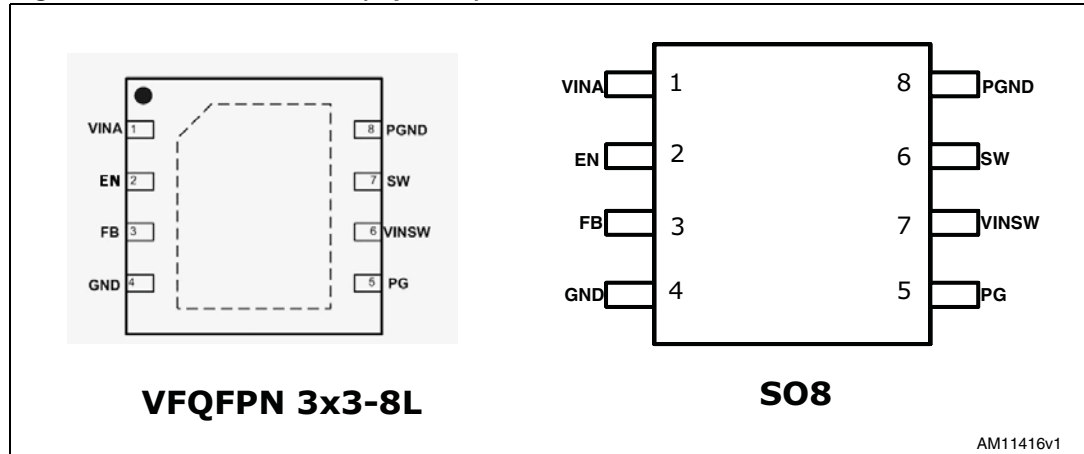 VINA 1 8 PGND
EN 2 7 SW
FB 3 6 VINSW
GND 4 5 PG
VFQFPN 3x3-8L
VINA 1 8 PGND
EN 2 6 SW
FB 3 7 VINSW
GND 4 5 PG
SO8
AM11416v1